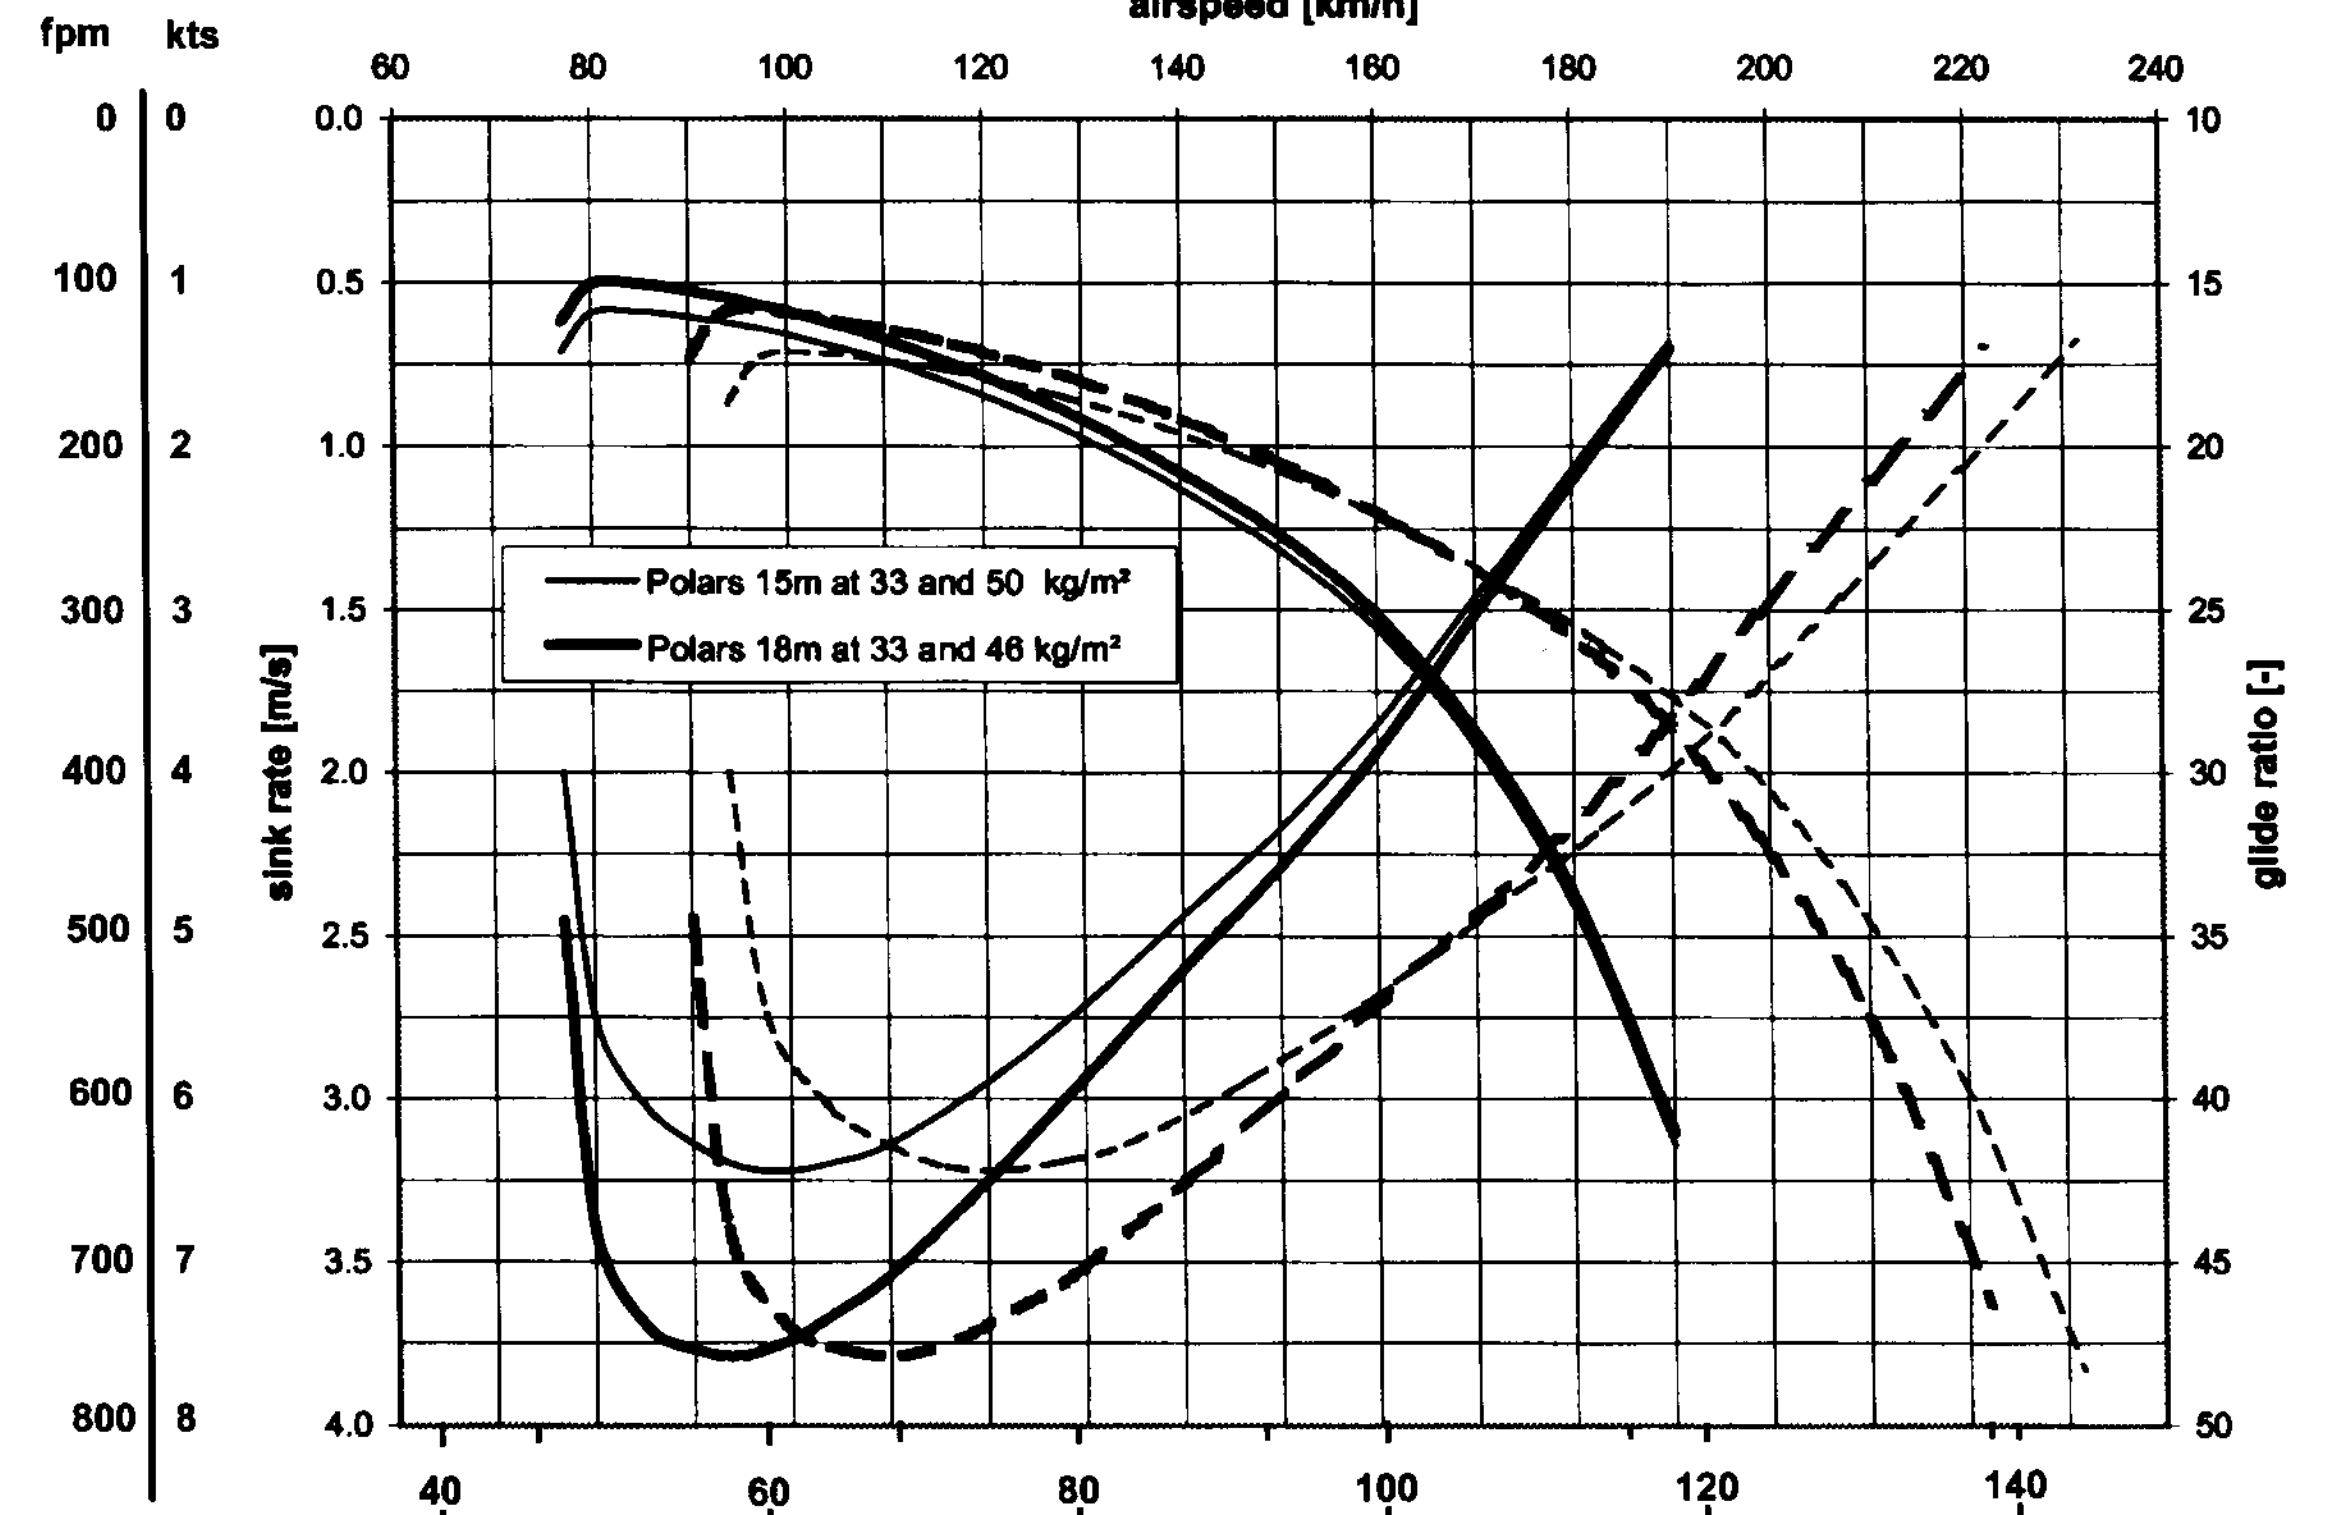 airspeed [km/h]
fpm kts
60 80 100 120 140 160 180 200 220 240
0 0 0.0 10
100 1 0.5 15
200 2 1.0 20
Polars 15m at 33 and 50 kg/m²
300 3 1.5 25
Polars 18m at 33 and 46 kg/m²
sink rate [m/s]
glide ratio [-]
400 4 2.0 30
500 5 2.5 35
600 6 3.0 40
700 7 3.5 45
800 8 4.0 50
40 60 80 100 120 140